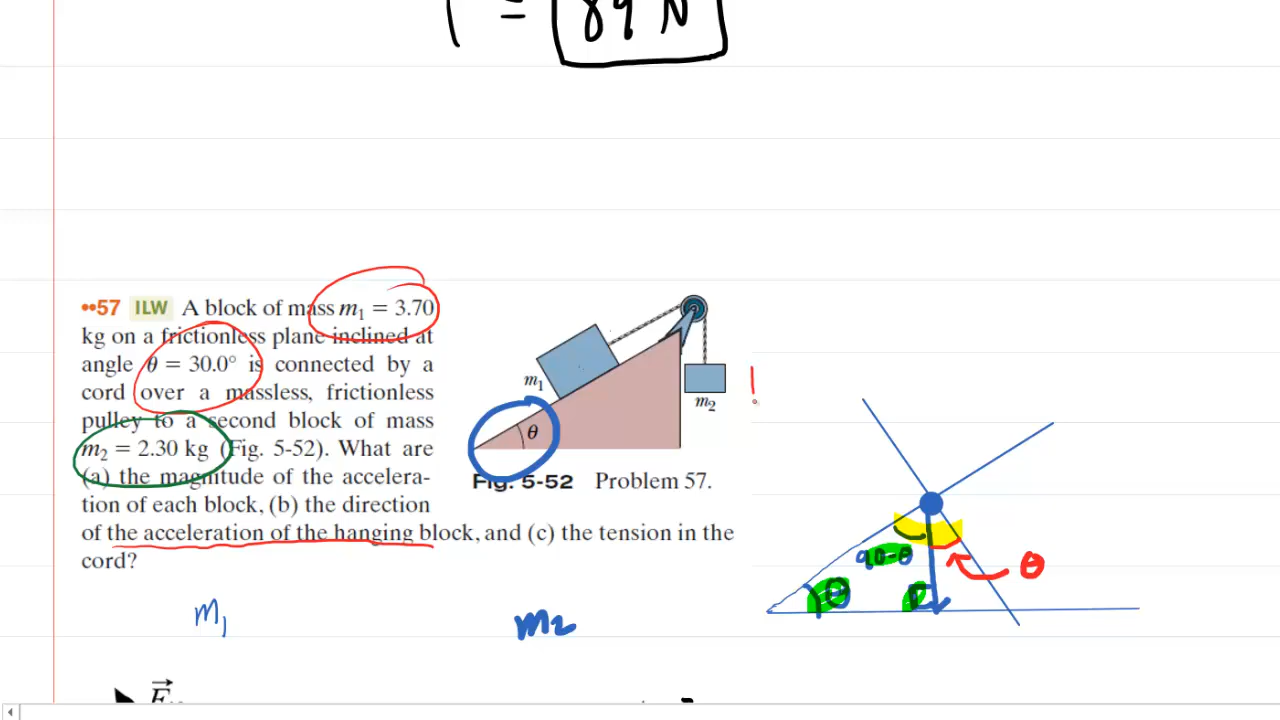 = 89 N
••57 ILW A block of mass m₁ = 3.70
kg on a frictionless plane inclined at
angle θ = 30.0° is connected by a
cord over a massless, frictionless
pulley to a second block of mass
m₂ = 2.30 kg (Fig. 5-52). What are
(a) the magnitude of the accelera-
tion of each block, (b) the direction
of the acceleration of the hanging block, and (c) the tension in the
cord?
m₁
m₂
θ
Fig. 5-52 Problem 57.
90-θ
θ
θ
m₁
m₂